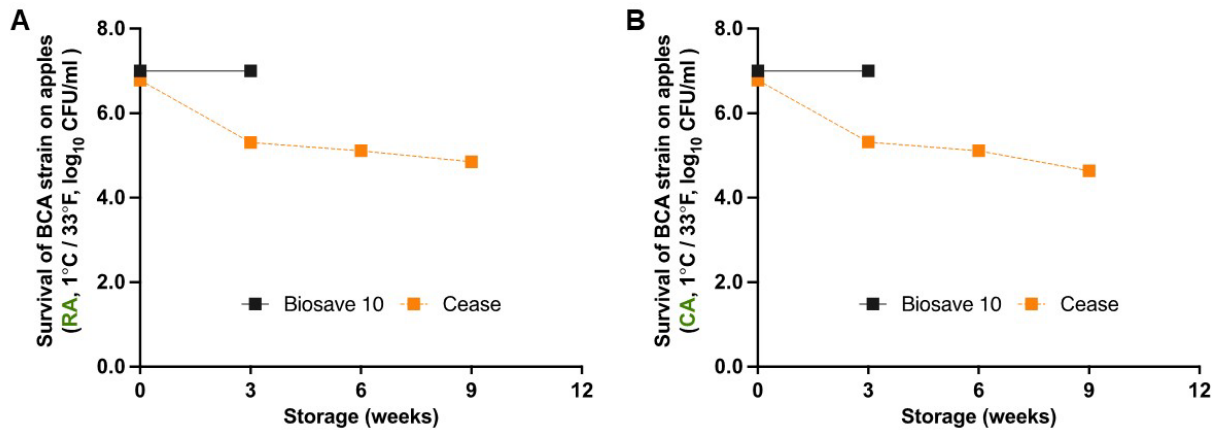 A
Survival of BCA strain on apples
(RA, 1°C / 33°F, log10 CFU/ml )
8.0
6.0
4.0
2.0
0.0
Biosave 10
Cease
0 3 6 9 12
Storage (weeks)
B
Survival of BCA strain on apples
(CA, 1°C / 33°F, log10 CFU/ml )
8.0
6.0
4.0
2.0
0.0
Biosave 10
Cease
0 3 6 9 12
Storage (weeks)